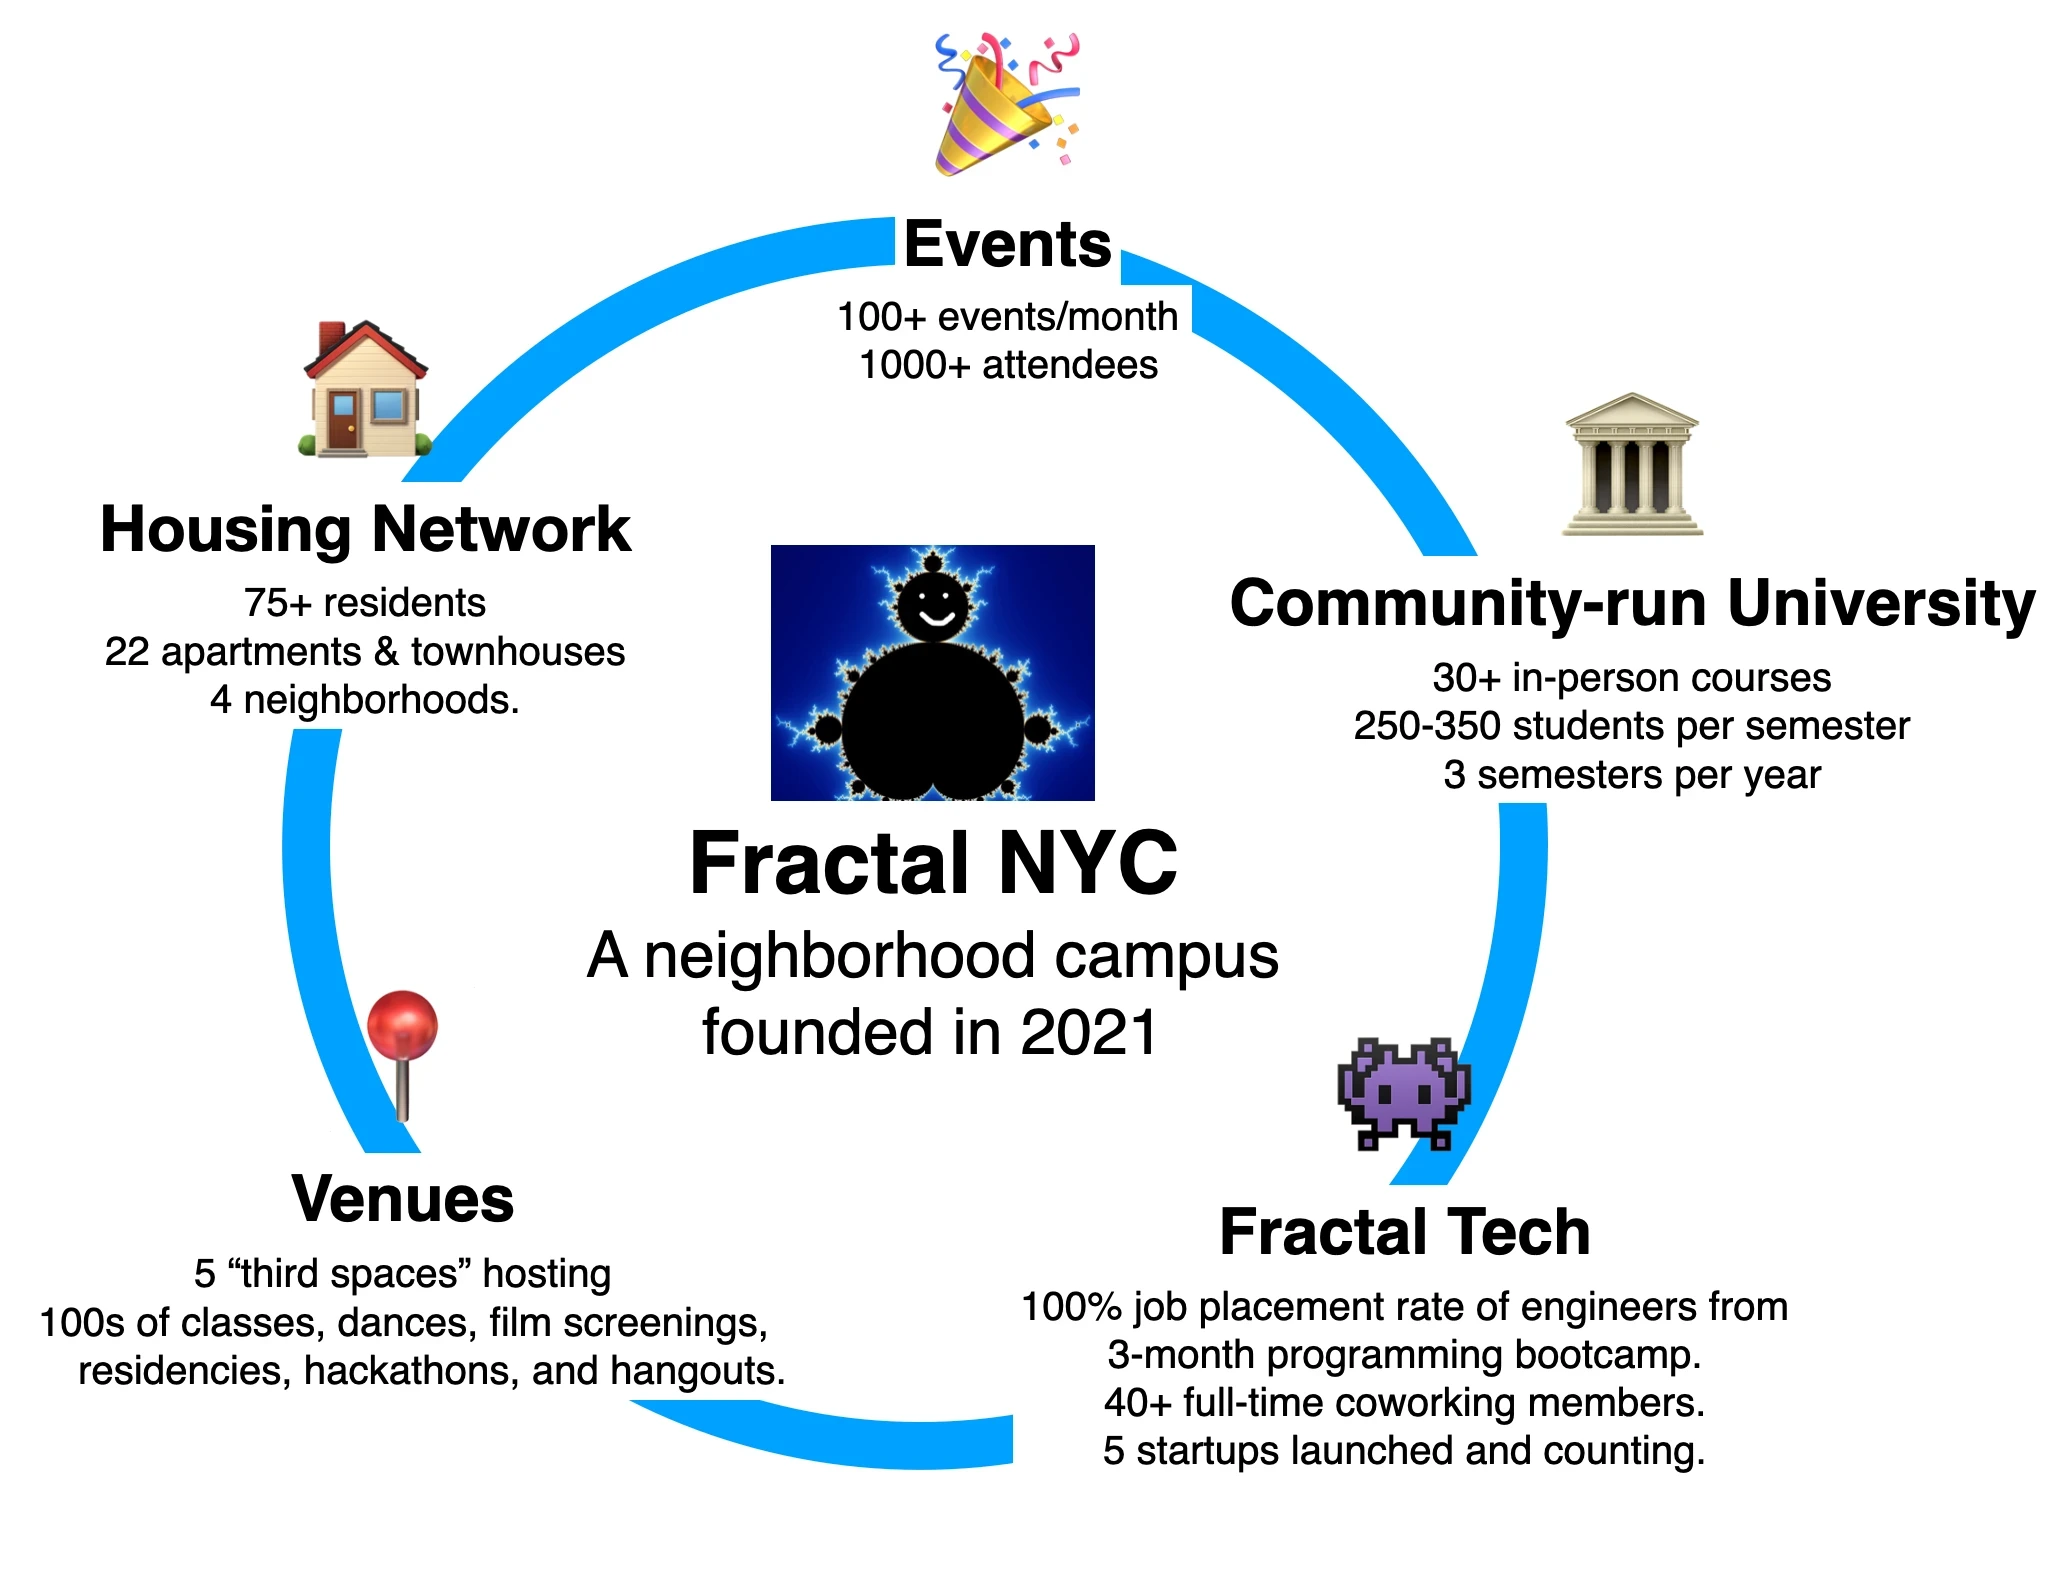 Events
100+ events/month
1000+ attendees
Housing Network
75+ residents
22 apartments & townhouses
4 neighborhoods.
Community-run University
30+ in-person courses
250-350 students per semester
3 semesters per year
Fractal NYC
A neighborhood campus
founded in 2021
Venues
5 “third spaces” hosting
100s of classes, dances, film screenings,
residencies, hackathons, and hangouts.
Fractal Tech
100% job placement rate of engineers from
3-month programming bootcamp.
40+ full-time coworking members.
5 startups launched and counting.